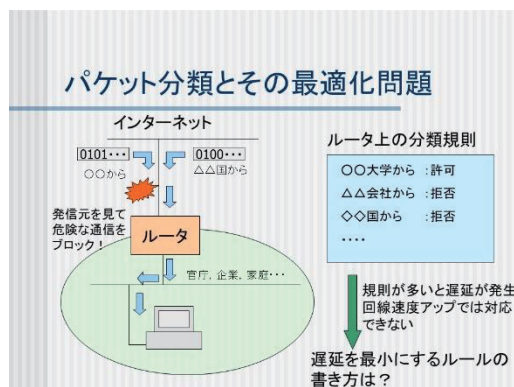 パケット分類とその最適化問題
インターネット
0101･･･
0100･･･
○○から
△△国から
発信元を見て
危険な通信を
ブロック！
ルータ
官庁，企業，家庭･･･
ルータ上の分類規則
○○大学から ：許可
△△会社から ：拒否
◇◇国から ：拒否
････
規則が多いと遅延が発生
回線速度アップでは対応
できない
遅延を最小にするルールの
書き方は？